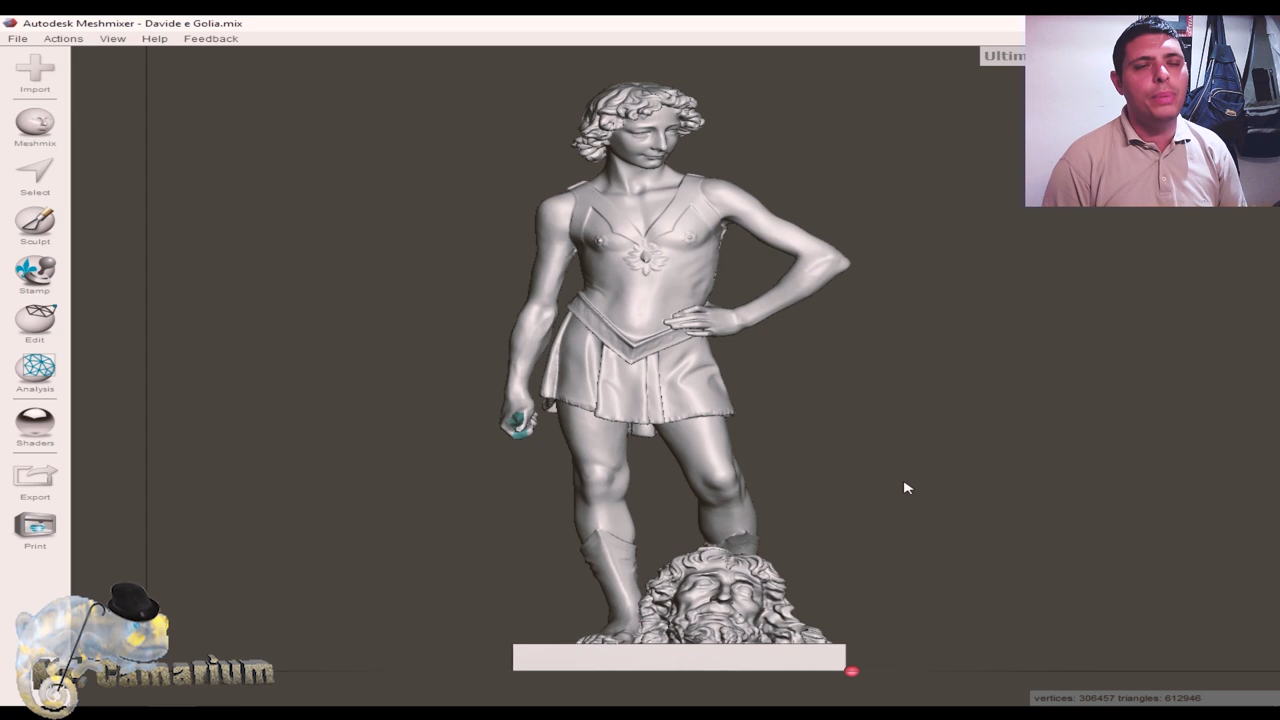 Autodesk Meshmixer - Davide e Golia.mix
File Actions View Help Feedback
Ultim
Import
Meshmix
Select
Sculpt
Stamp
Edit
Analysis
Shaders
Export
Print
Camarium
vertices: 306457 triangles: 612946